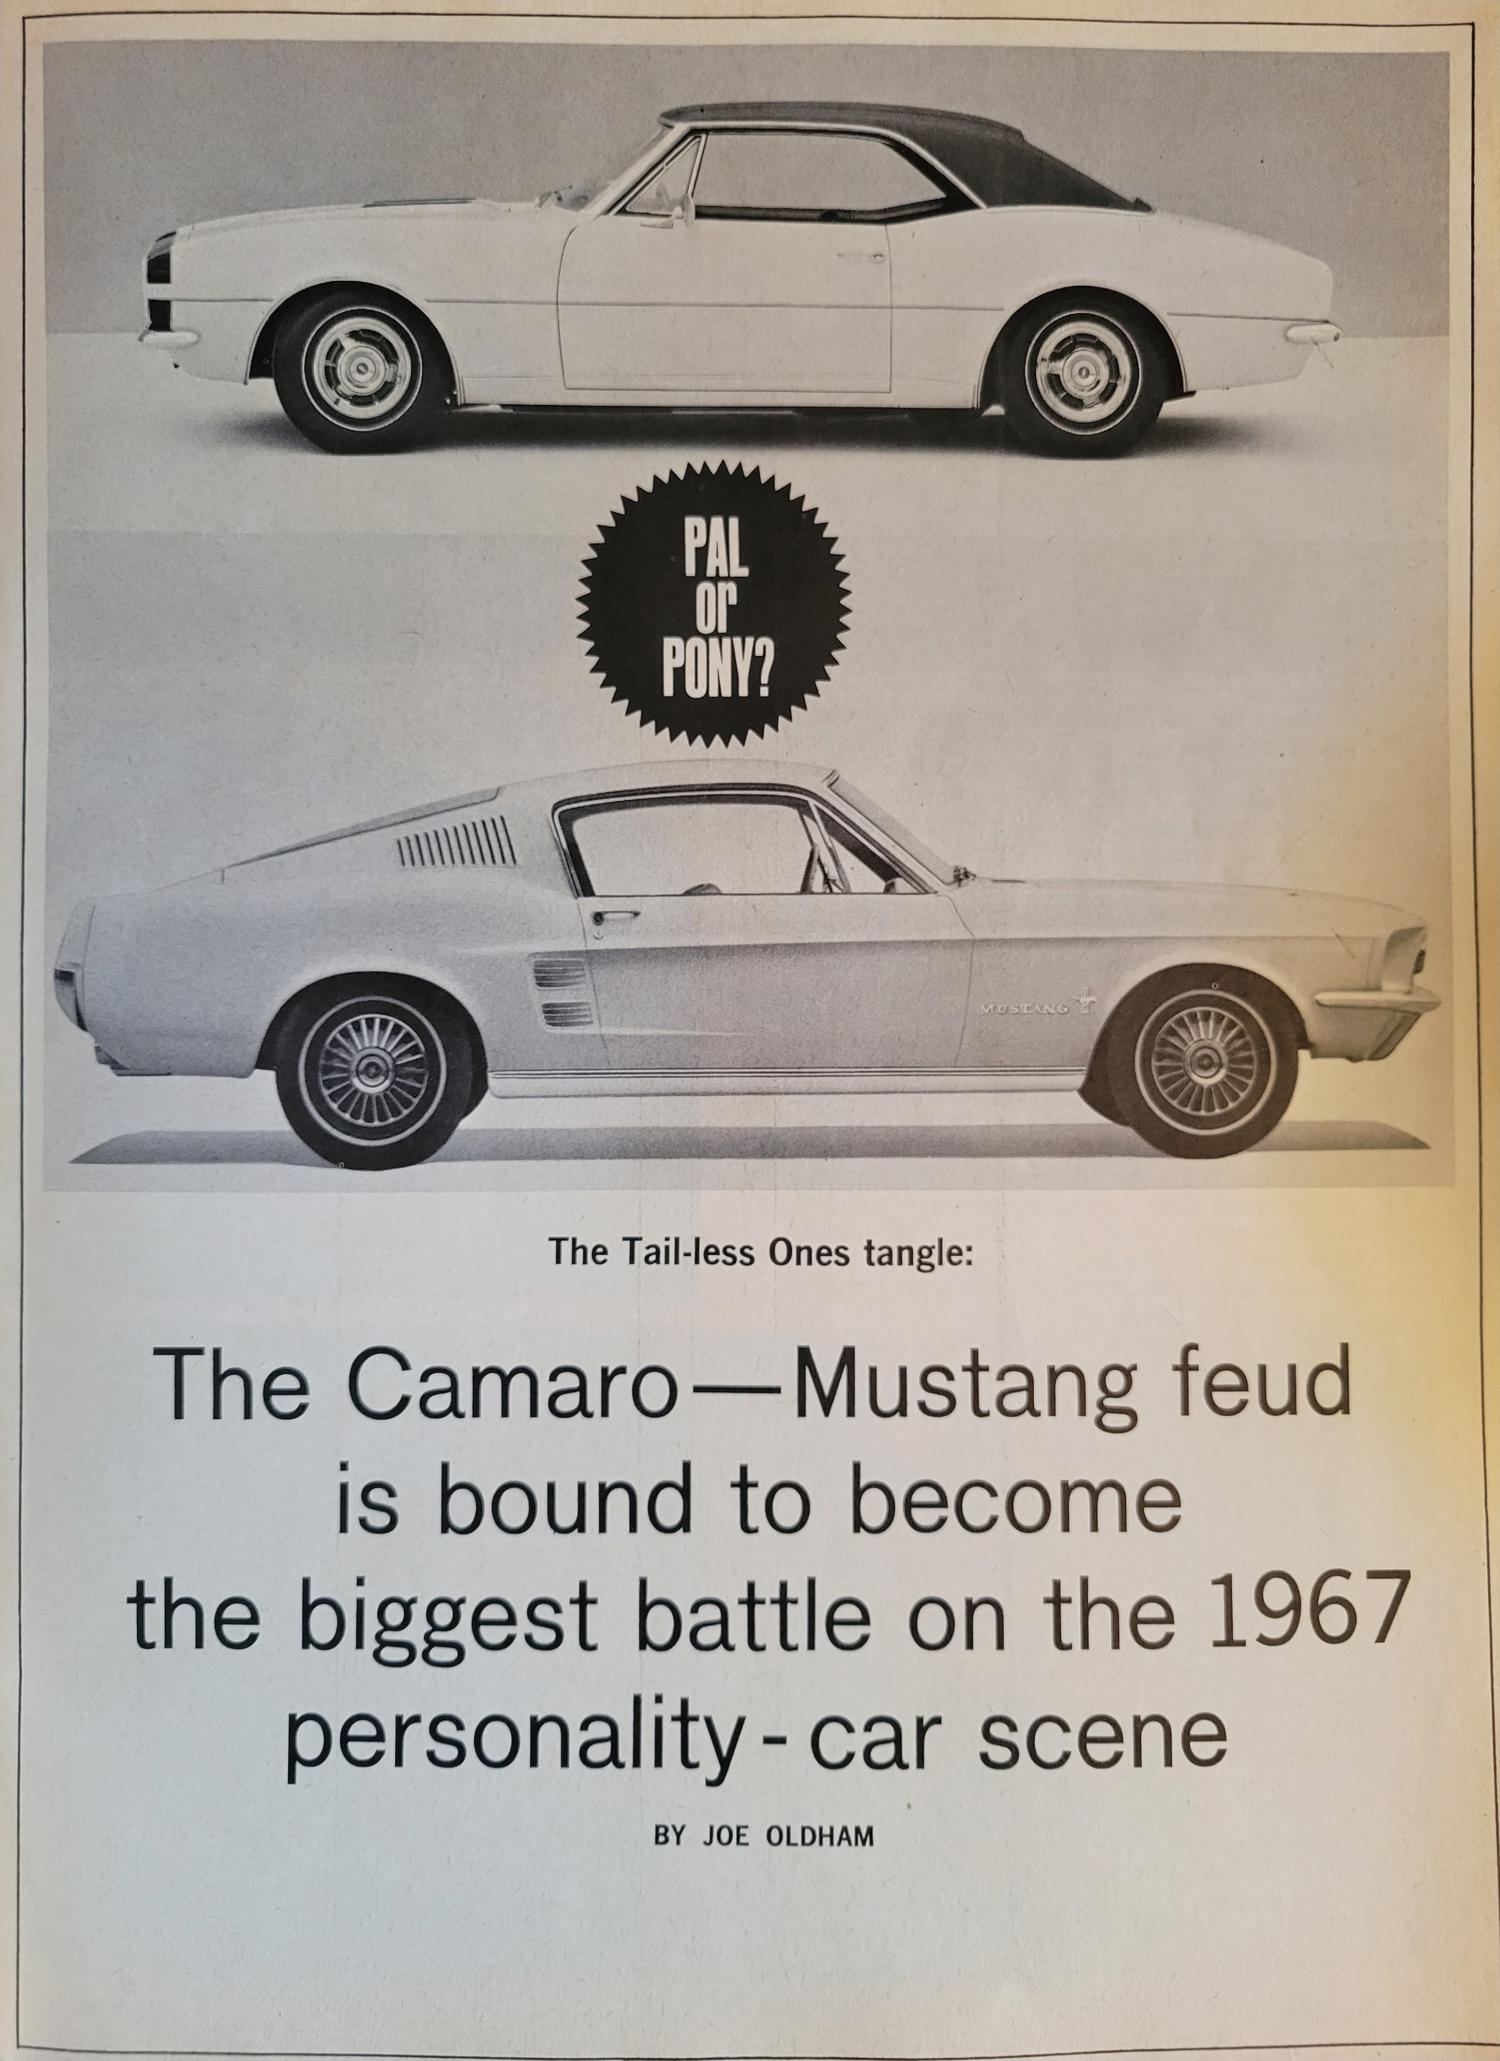 PAL
or
PONY?
MUSTANG
The Tail-less Ones tangle:
The Camaro—Mustang feud
is bound to become
the biggest battle on the 1967
personality-car scene
BY JOE OLDHAM